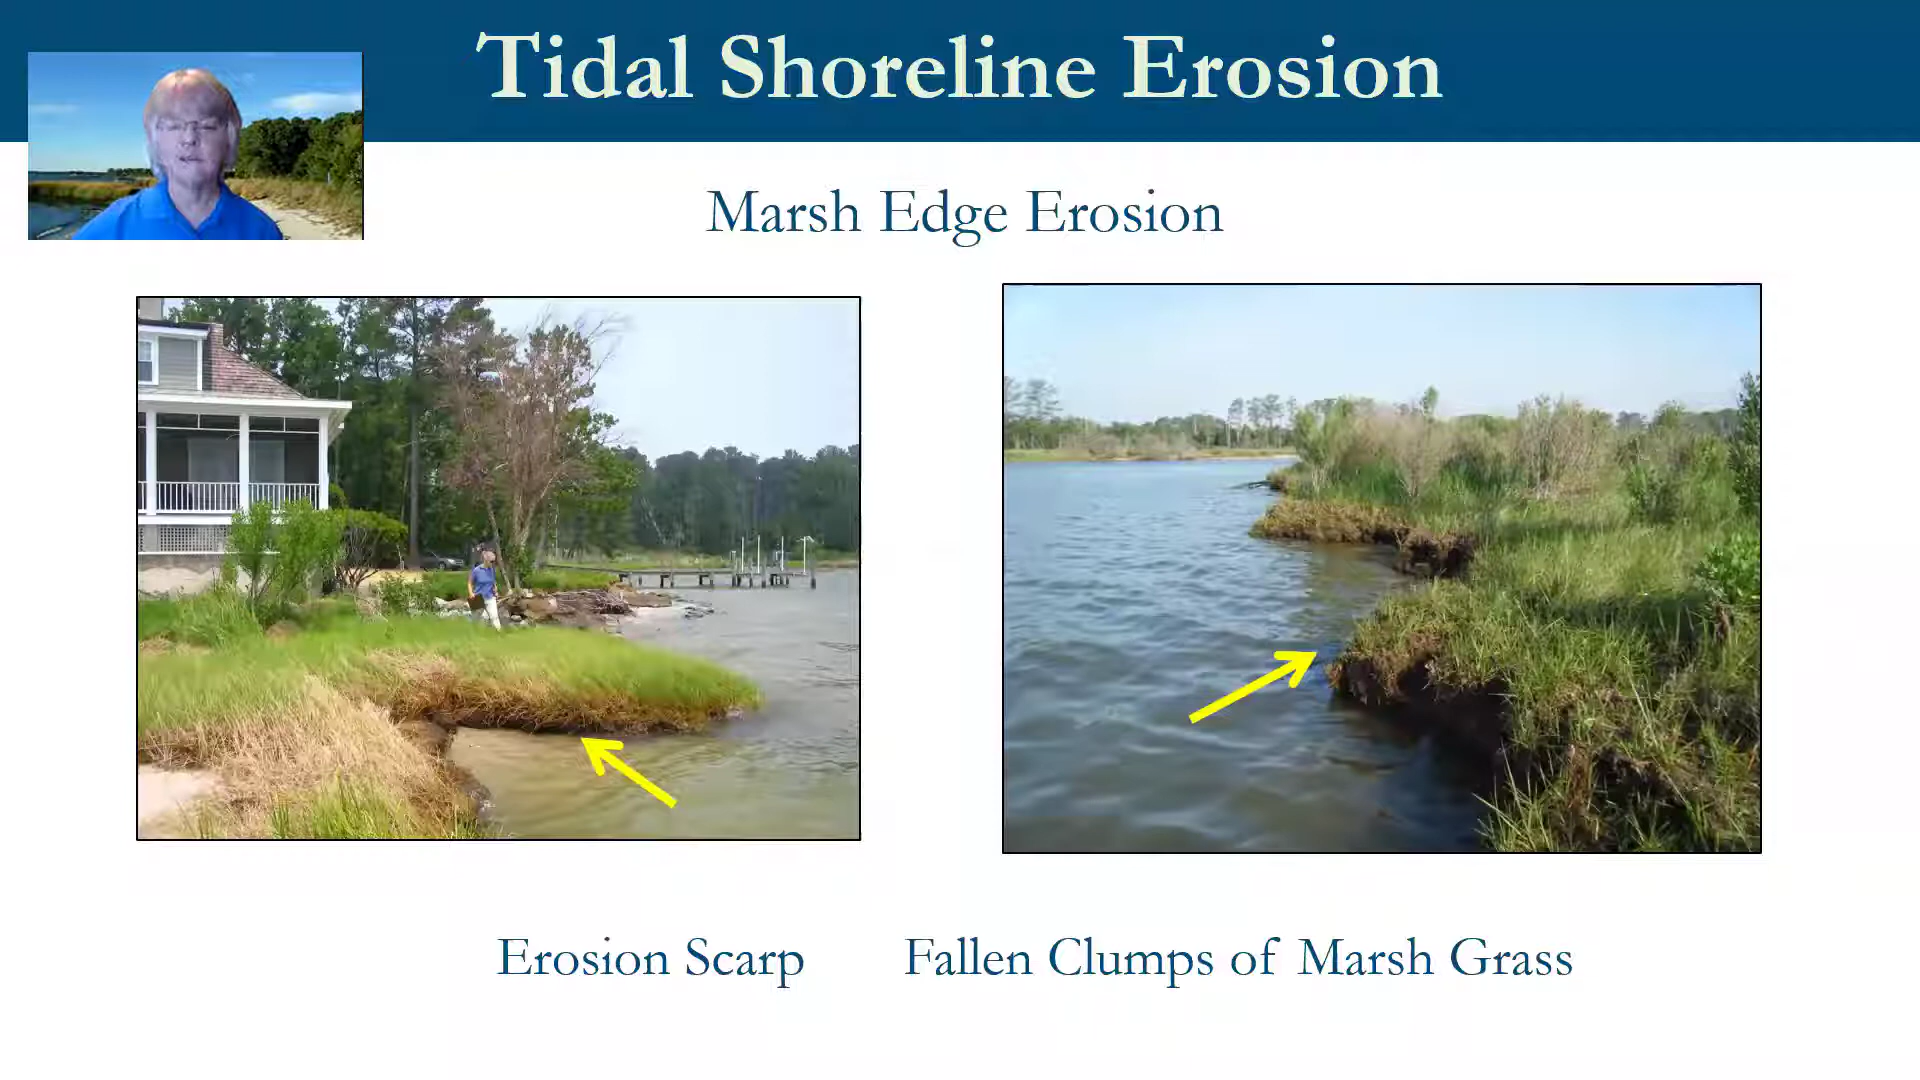 Tidal Shoreline Erosion
Marsh Edge Erosion
Erosion Scarp
Fallen Clumps of Marsh Grass